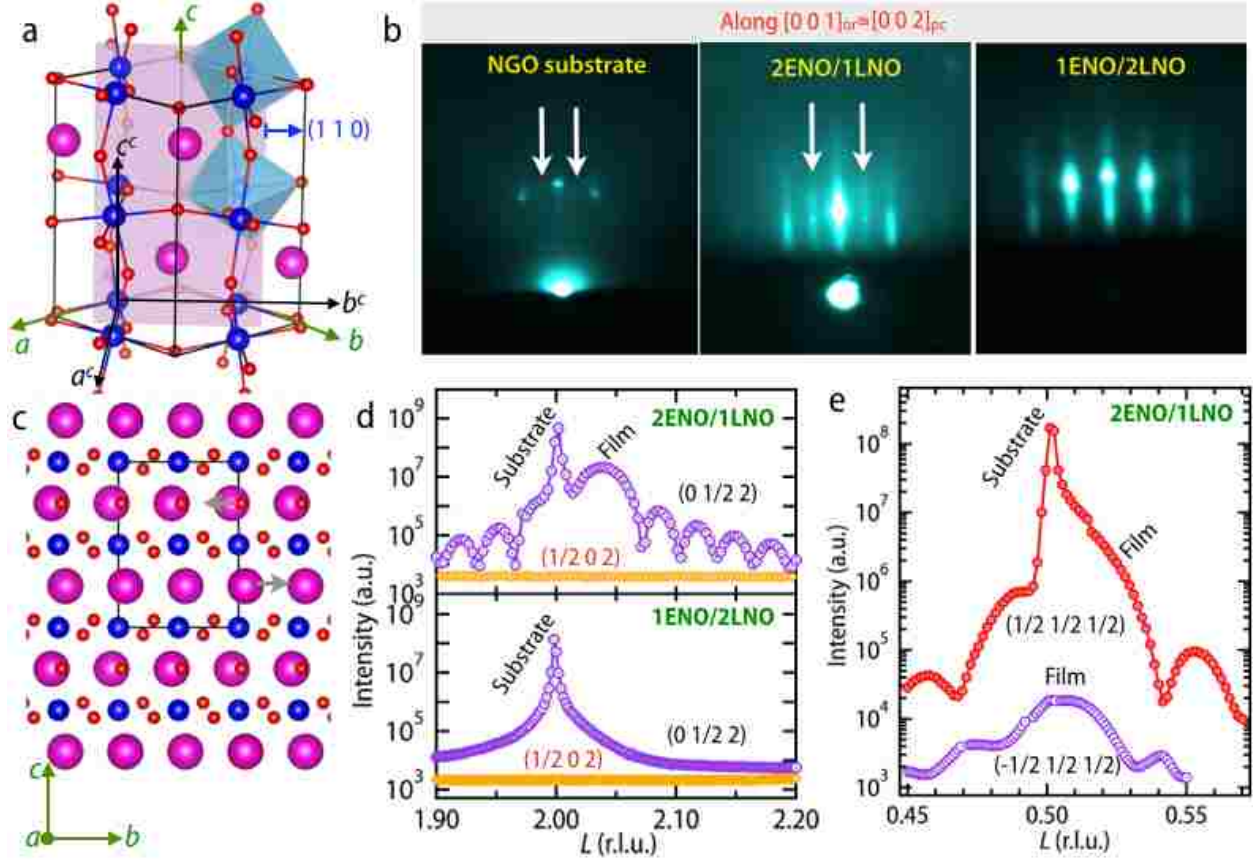 a
c
(1 1 0)
c^c
b^c
a
b
a^c
b
Along [0 0 1]or=[0 0 2]pc
NGO substrate
2ENO/1LNO
1ENO/2LNO
c
c
a
b
d
10^9
10^7
10^5
10^3
10^9
10^7
10^5
10^3
Intensity (a.u.)
2ENO/1LNO
Substrate
Film
(0 1/2 2)
(1/2 0 2)
1ENO/2LNO
Substrate
(0 1/2 2)
(1/2 0 2)
1.90
2.00
2.10
2.20
L (r.l.u.)
e
10^8
10^7
10^6
10^5
10^4
10^3
Intensity (a.u.)
2ENO/1LNO
Substrate
Film
(1/2 1/2 1/2)
Film
(-1/2 1/2 1/2)
0.45
0.50
0.55
L (r.l.u.)